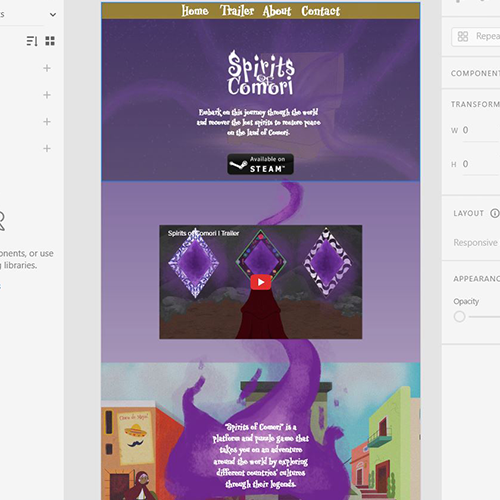 Home Trailer About Contact
Spirits
of
Comori
Embark on this journey through the world
and recover the lost spirits to restore peace
on the land of Comori.
Available on
STEAM™
Spirits of Comori | Trailer
"Spirits of Comori" is a
platform and puzzle game that
takes you on an adventure
around the world by exploring
different countries' cultures
through their legends.
onents, or use
libraries.
Repea
COMPONENT
TRANSFORM
W 0
H 0
LAYOUT
Responsive
APPEARANC
Opacity